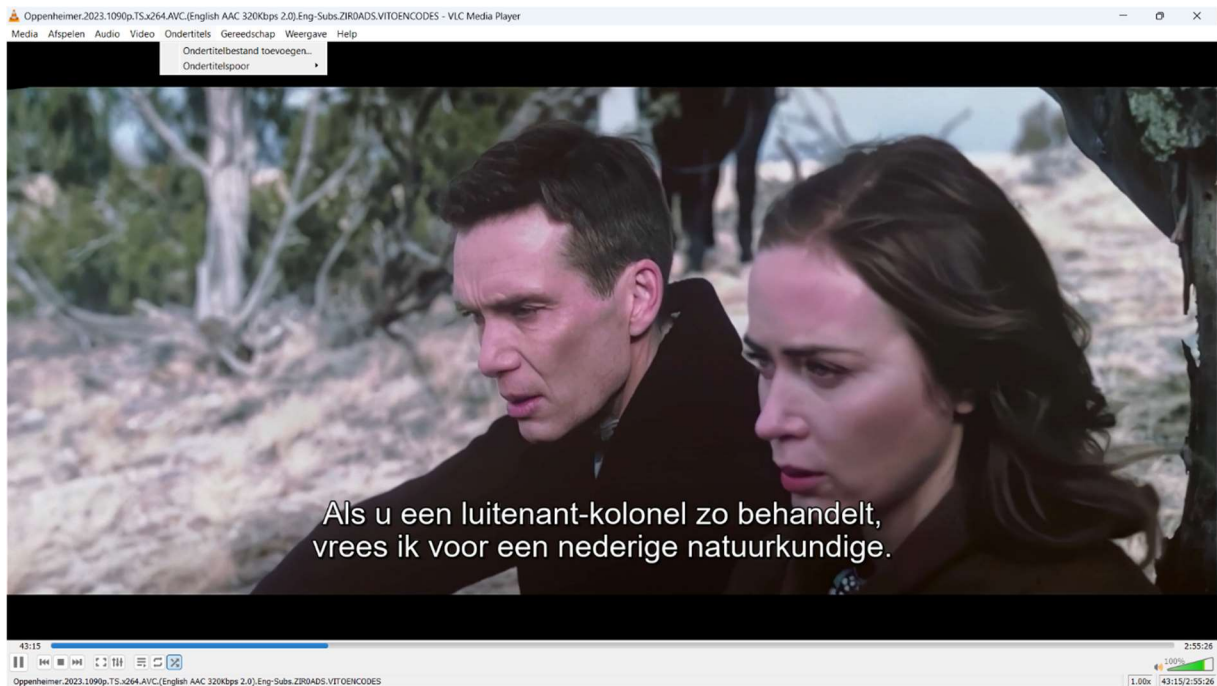 Oppenheimer.2023.1090p.TS.x264.AVC.(English AAC 320Kbps 2.0).Eng-Subs.ZIR0ADS.VITOENCODES - VLC Media Player
Media Afspelen Audio Video Ondertitels Gereedschap Weergave Help
Ondertitelbestand toevoegen...
Ondertitelspoor
Als u een luitenant-kolonel zo behandelt,
vrees ik voor een nederige natuurkundige.
43:15 2:55:26
100%
Oppenheimer.2023.1090p.TS.x264.AVC.(English AAC 320Kbps 2.0).Eng-Subs.ZIR0ADS.VITOENCODES 1.00x 43:15/2:55:26